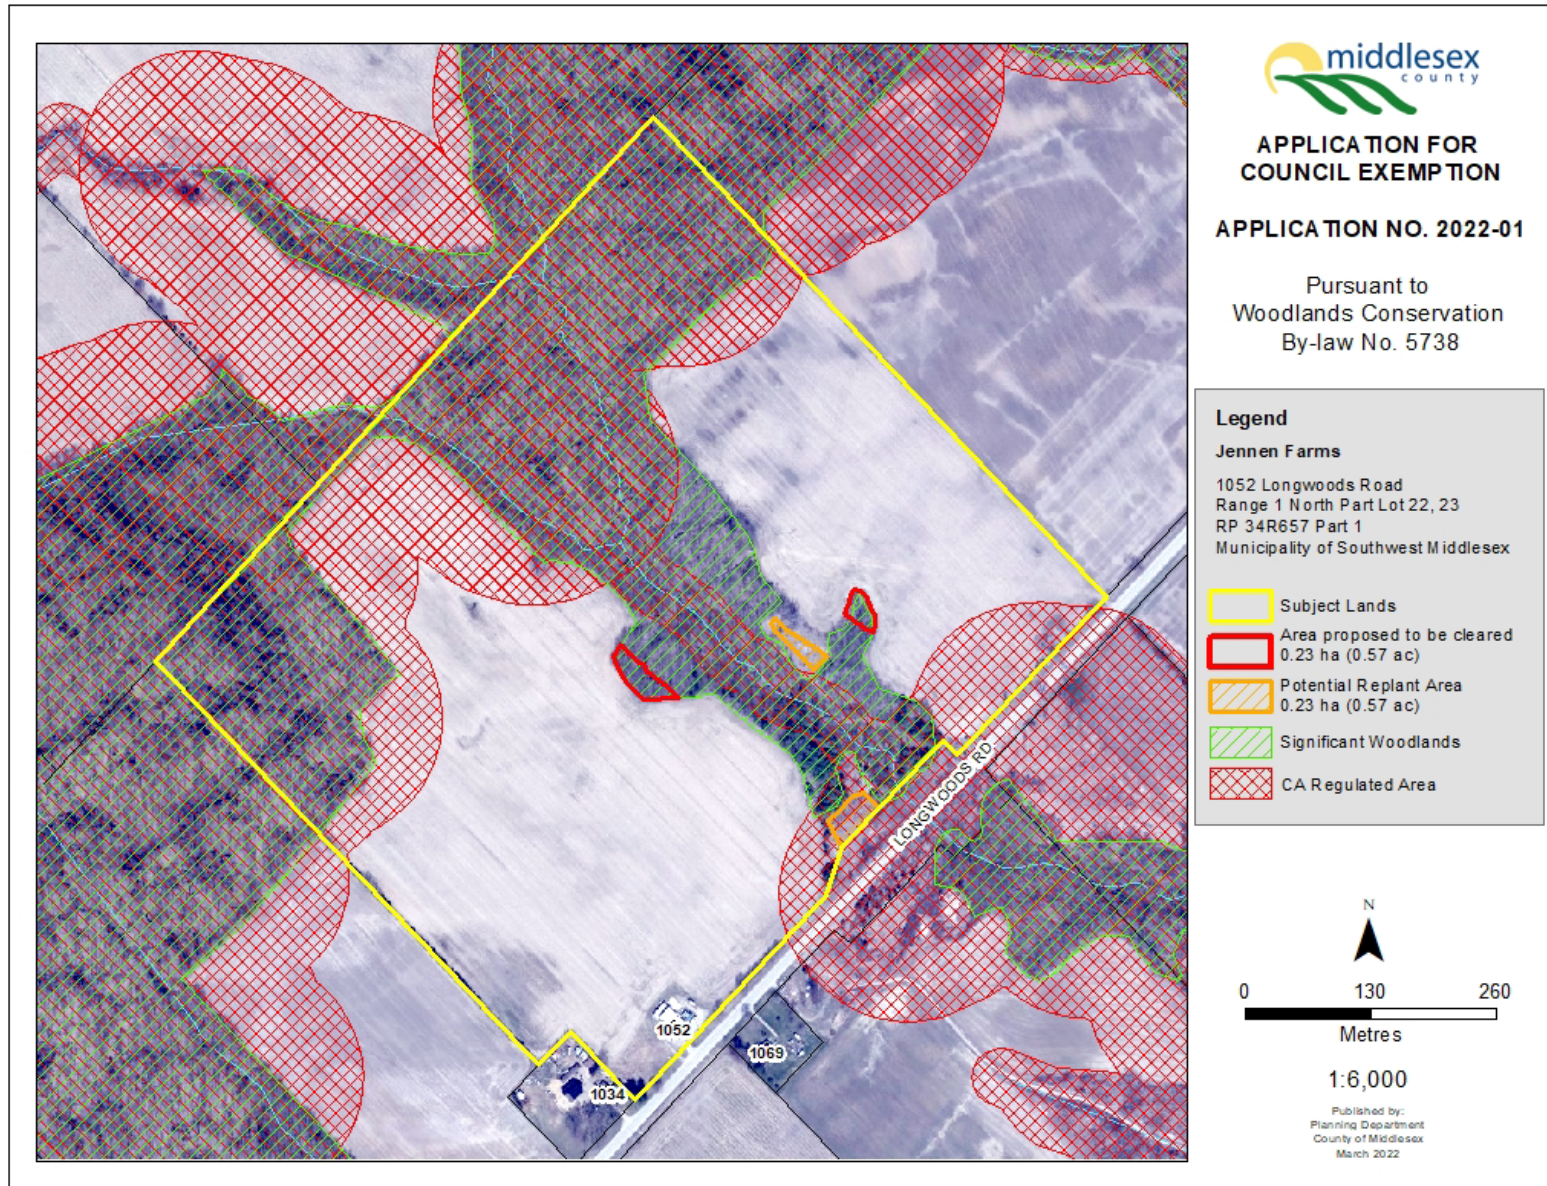 middlesex
county
APPLICATION FOR
COUNCIL EXEMPTION
APPLICATION NO. 2022-01
Pursuant to
Woodlands Conservation
By-law No. 5738
Legend
Jennen Farms
1052 Longwoods Road
Range 1 North Part Lot 22, 23
RP 34R657 Part 1
Municipality of Southwest Middlesex
Subject Lands
Area proposed to be cleared
0.23 ha (0.57 ac)
Potential Replant Area
0.23 ha (0.57 ac)
Significant Woodlands
CA Regulated Area
LONGWOODS RD
1052
1069
1034
N
0 130 260
Metres
1:6,000
Published by:
Planning Department
County of Middlesex
March 2022